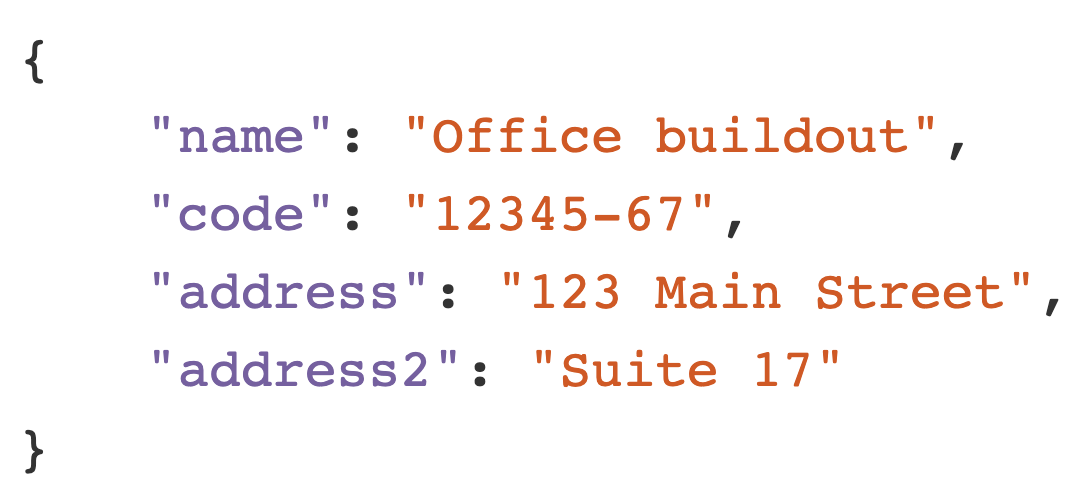 {
    "name": "Office buildout",
    "code": "12345-67",
    "address": "123 Main Street",
    "address2": "Suite 17"
}